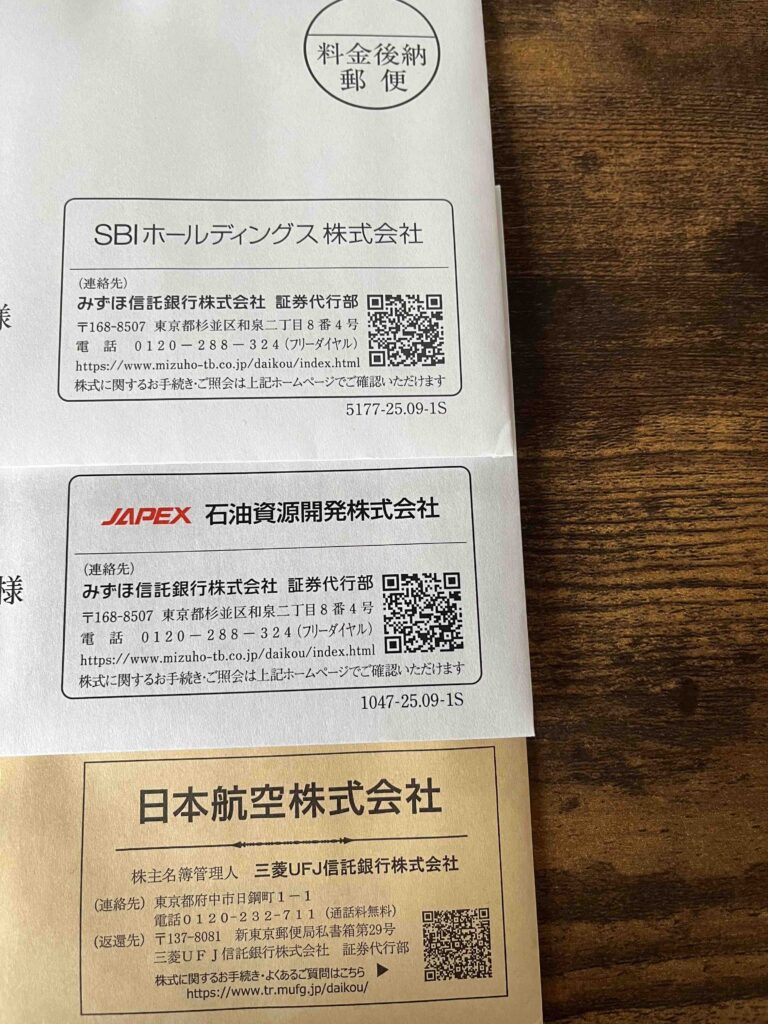 料金後納
郵便
SBIホールディングス株式会社
(連絡先)
みずほ信託銀行株式会社 証券代行部
〒168-8507 東京都杉並区和泉二丁目8番4号
電 話 0120-288-324(フリーダイヤル)
https://www.mizuho-tb.co.jp/daikou/index.html
株式に関するお手続き・ご照会は上記ホームページでご確認いただけます
様
5177-25.09-1S
JAPEX 石油資源開発株式会社
(連絡先)
みずほ信託銀行株式会社 証券代行部
〒168-8507 東京都杉並区和泉二丁目8番4号
電 話 0120-288-324(フリーダイヤル)
https://www.mizuho-tb.co.jp/daikou/index.html
株式に関するお手続き・ご照会は上記ホームページでご確認いただけます
様
1047-25.09-1S
日本航空株式会社
株主名簿管理人 三菱UFJ信託銀行株式会社
(連絡先) 東京都府中市日鋼町1-1
電話0120-232-711(通話料無料)
(返還先) 〒137-8081 新東京郵便局私書箱第29号
三菱UFJ信託銀行株式会社 証券代行部
株式に関するお手続き・よくあるご質問はこちら ▶
https://www.tr.mufg.jp/daikou/